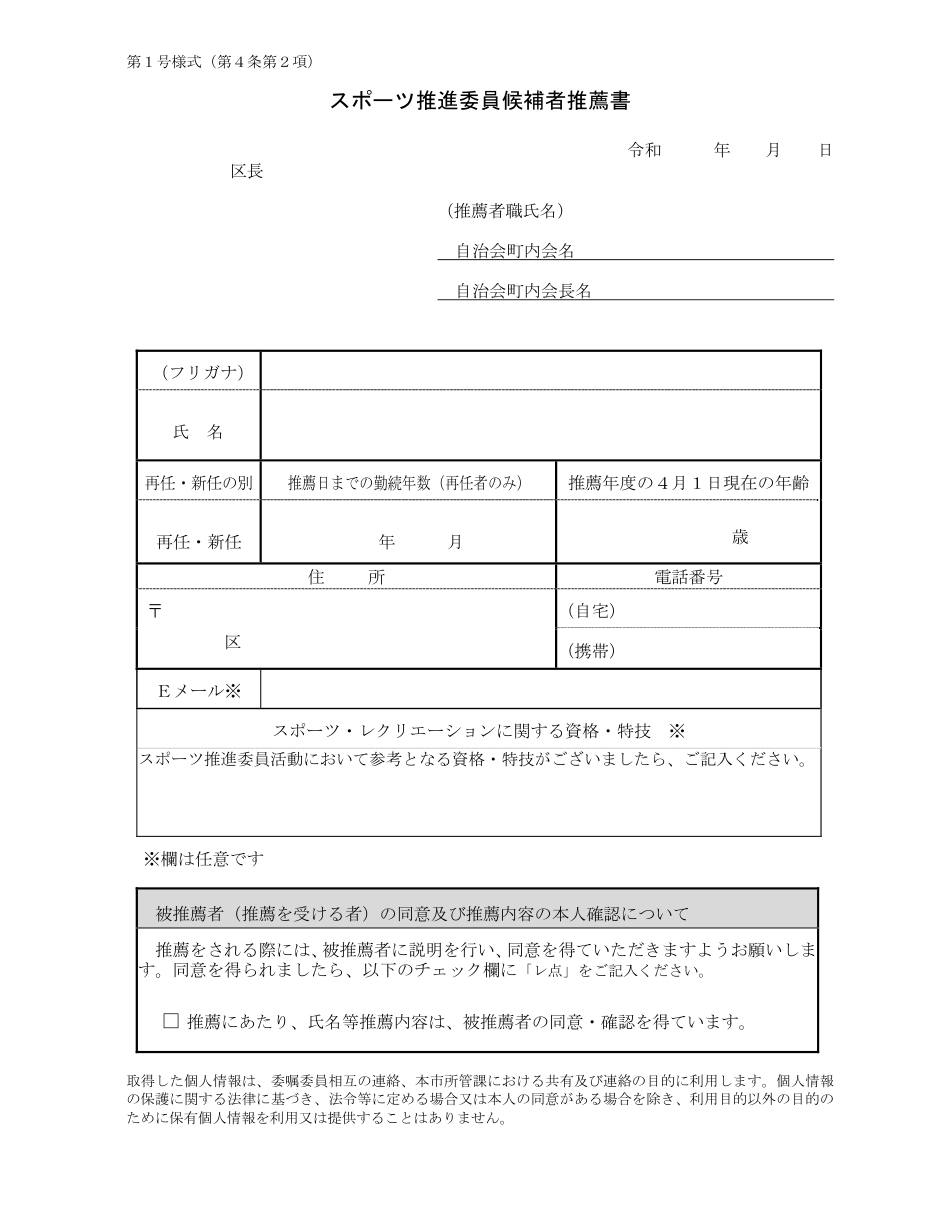 第１号様式（第４条第２項）
スポーツ推進委員候補者推薦書
令和　　　年　　月　　日
区長
（推薦者職氏名）
自治会町内会名
自治会町内会長名
（フリガナ）
氏　名
再任・新任の別　推薦日までの勤続年数（再任者のみ）　推薦年度の４月１日現在の年齢
再任・新任　　年　　　月　　歳
住　　所　　電話番号
〒　　（自宅）
区
（携帯）
Ｅメール※
スポーツ・レクリエーションに関する資格・特技　※
スポーツ推進委員活動において参考となる資格・特技がございましたら、ご記入ください。
※欄は任意です
被推薦者（推薦を受ける者）の同意及び推薦内容の本人確認について
推薦をされる際には、被推薦者に説明を行い、同意を得ていただきますようお願いしま
す。同意を得られましたら、以下のチェック欄に「レ点」をご記入ください。
□ 推薦にあたり、氏名等推薦内容は、被推薦者の同意・確認を得ています。
取得した個人情報は、委嘱委員相互の連絡、本市所管課における共有及び連絡の目的に利用します。個人情報
の保護に関する法律に基づき、法令等に定める場合又は本人の同意がある場合を除き、利用目的以外の目的の
ために保有個人情報を利用又は提供することはありません。